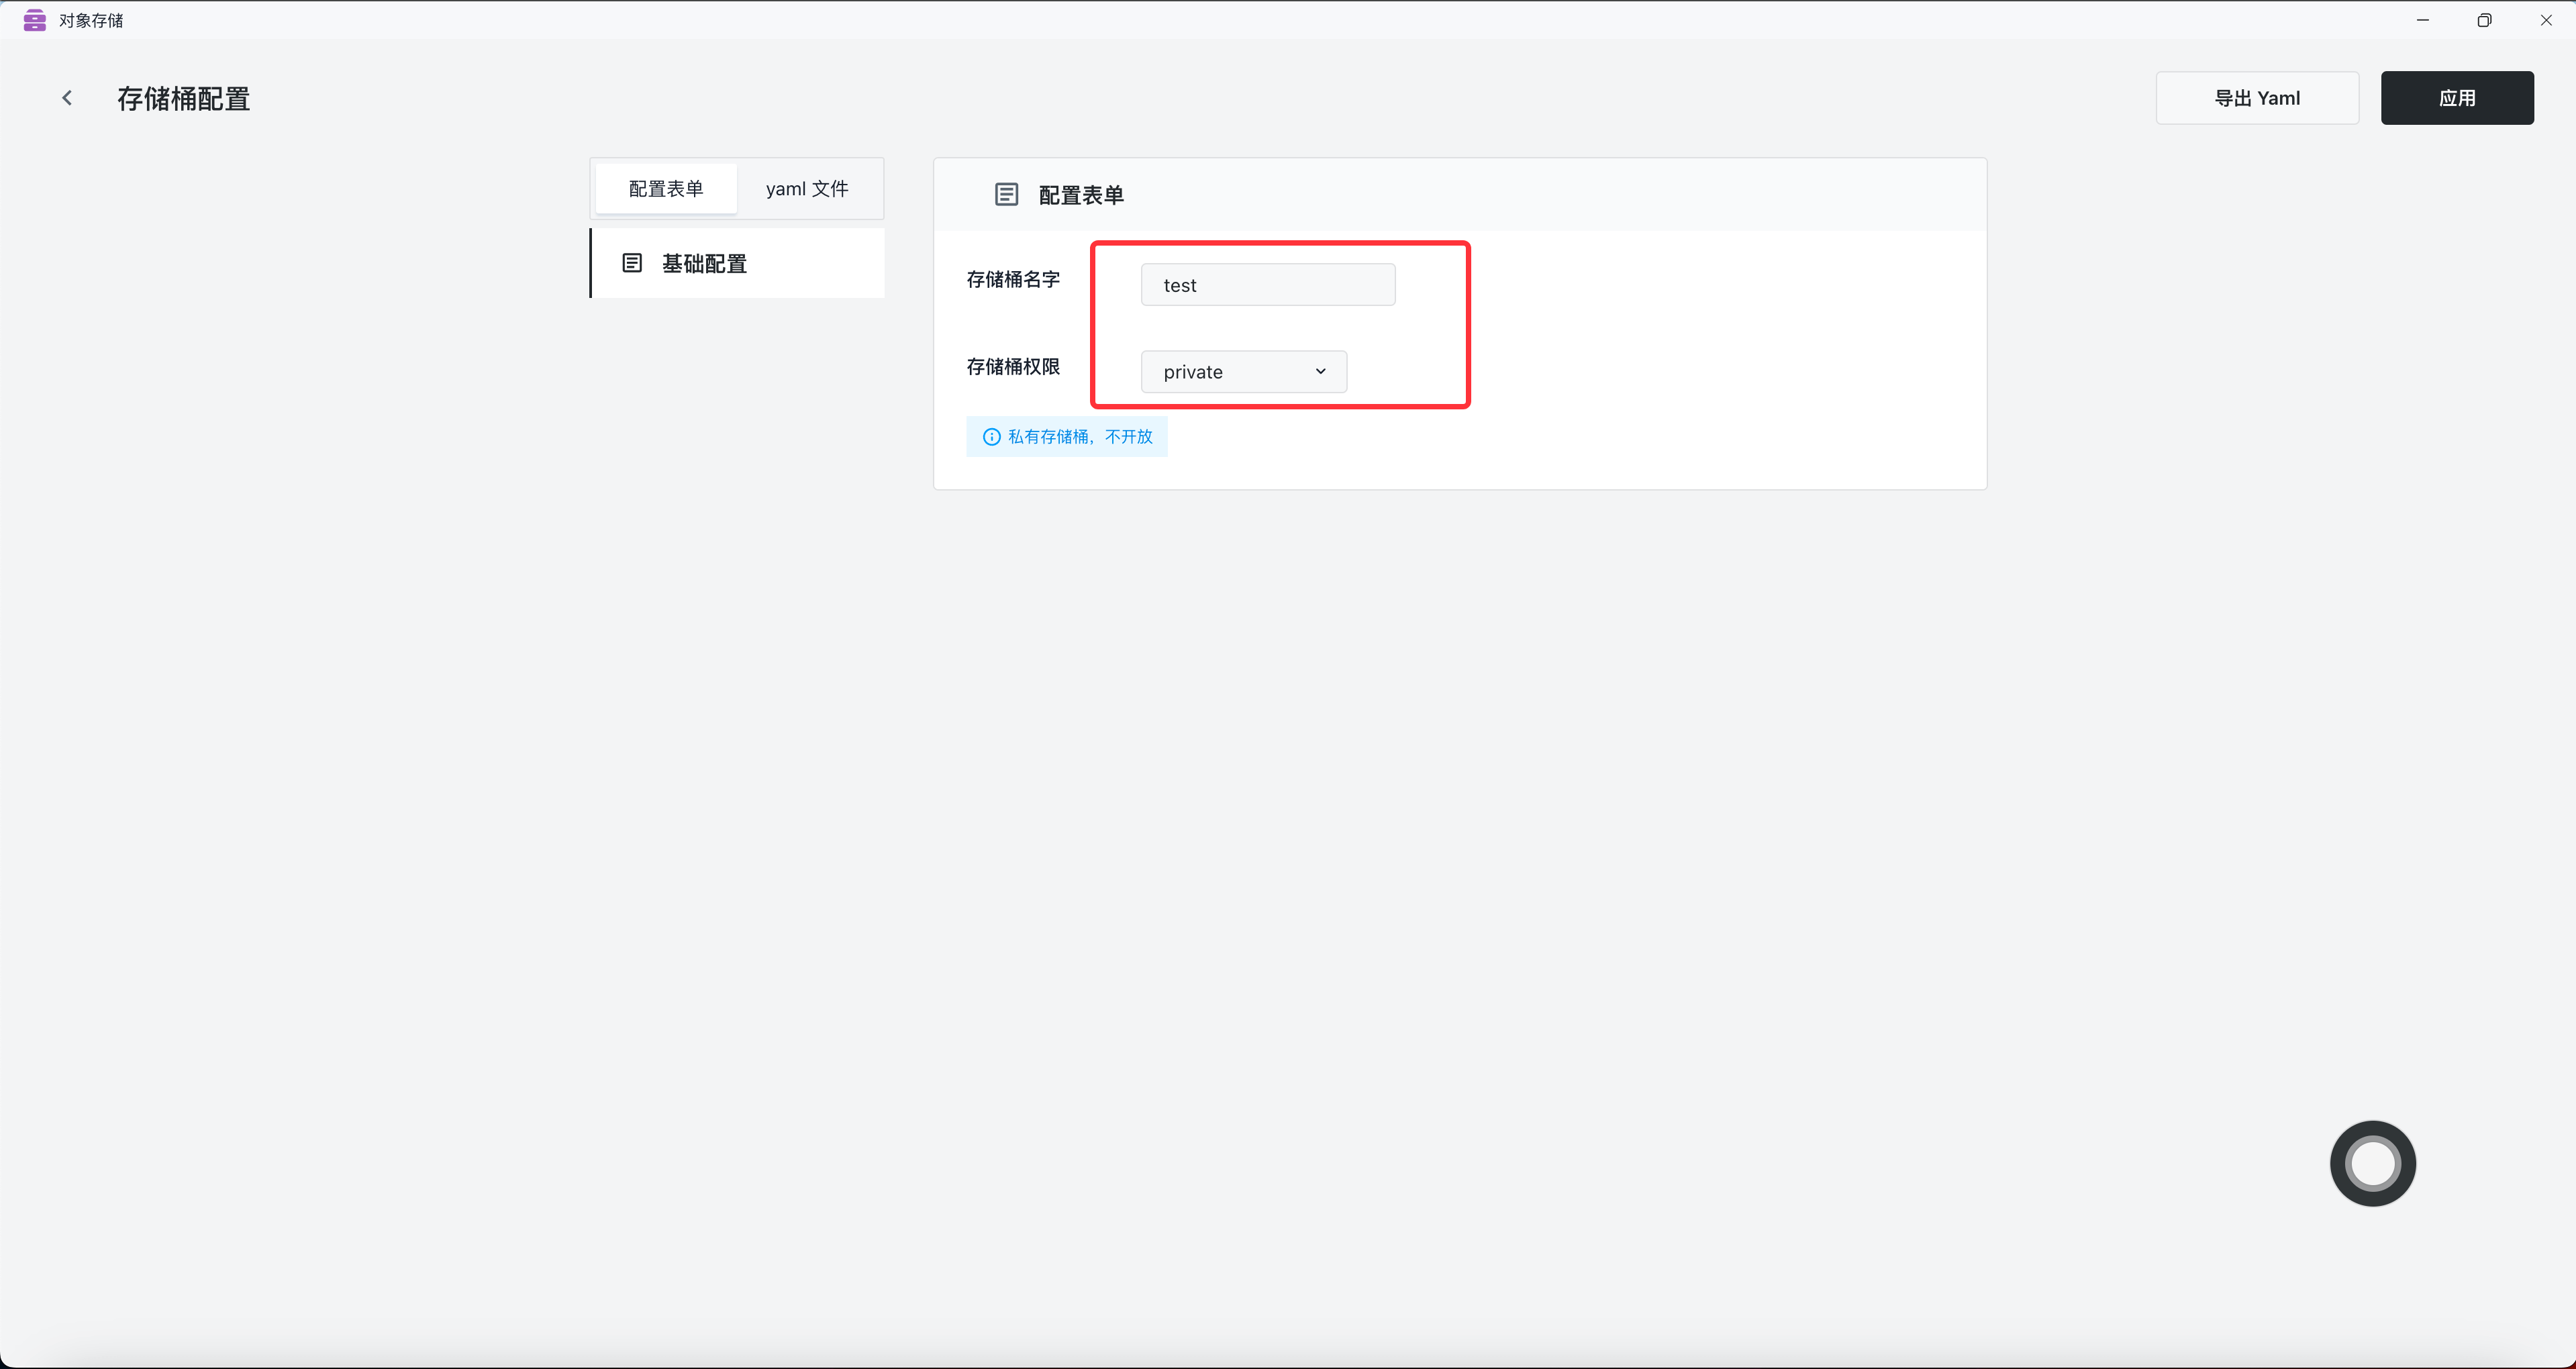 对象存储
存储桶配置
导出 Yaml
应用
配置表单
yaml 文件
基础配置
配置表单
存储桶名字
test
存储桶权限
private
私有存储桶，不开放